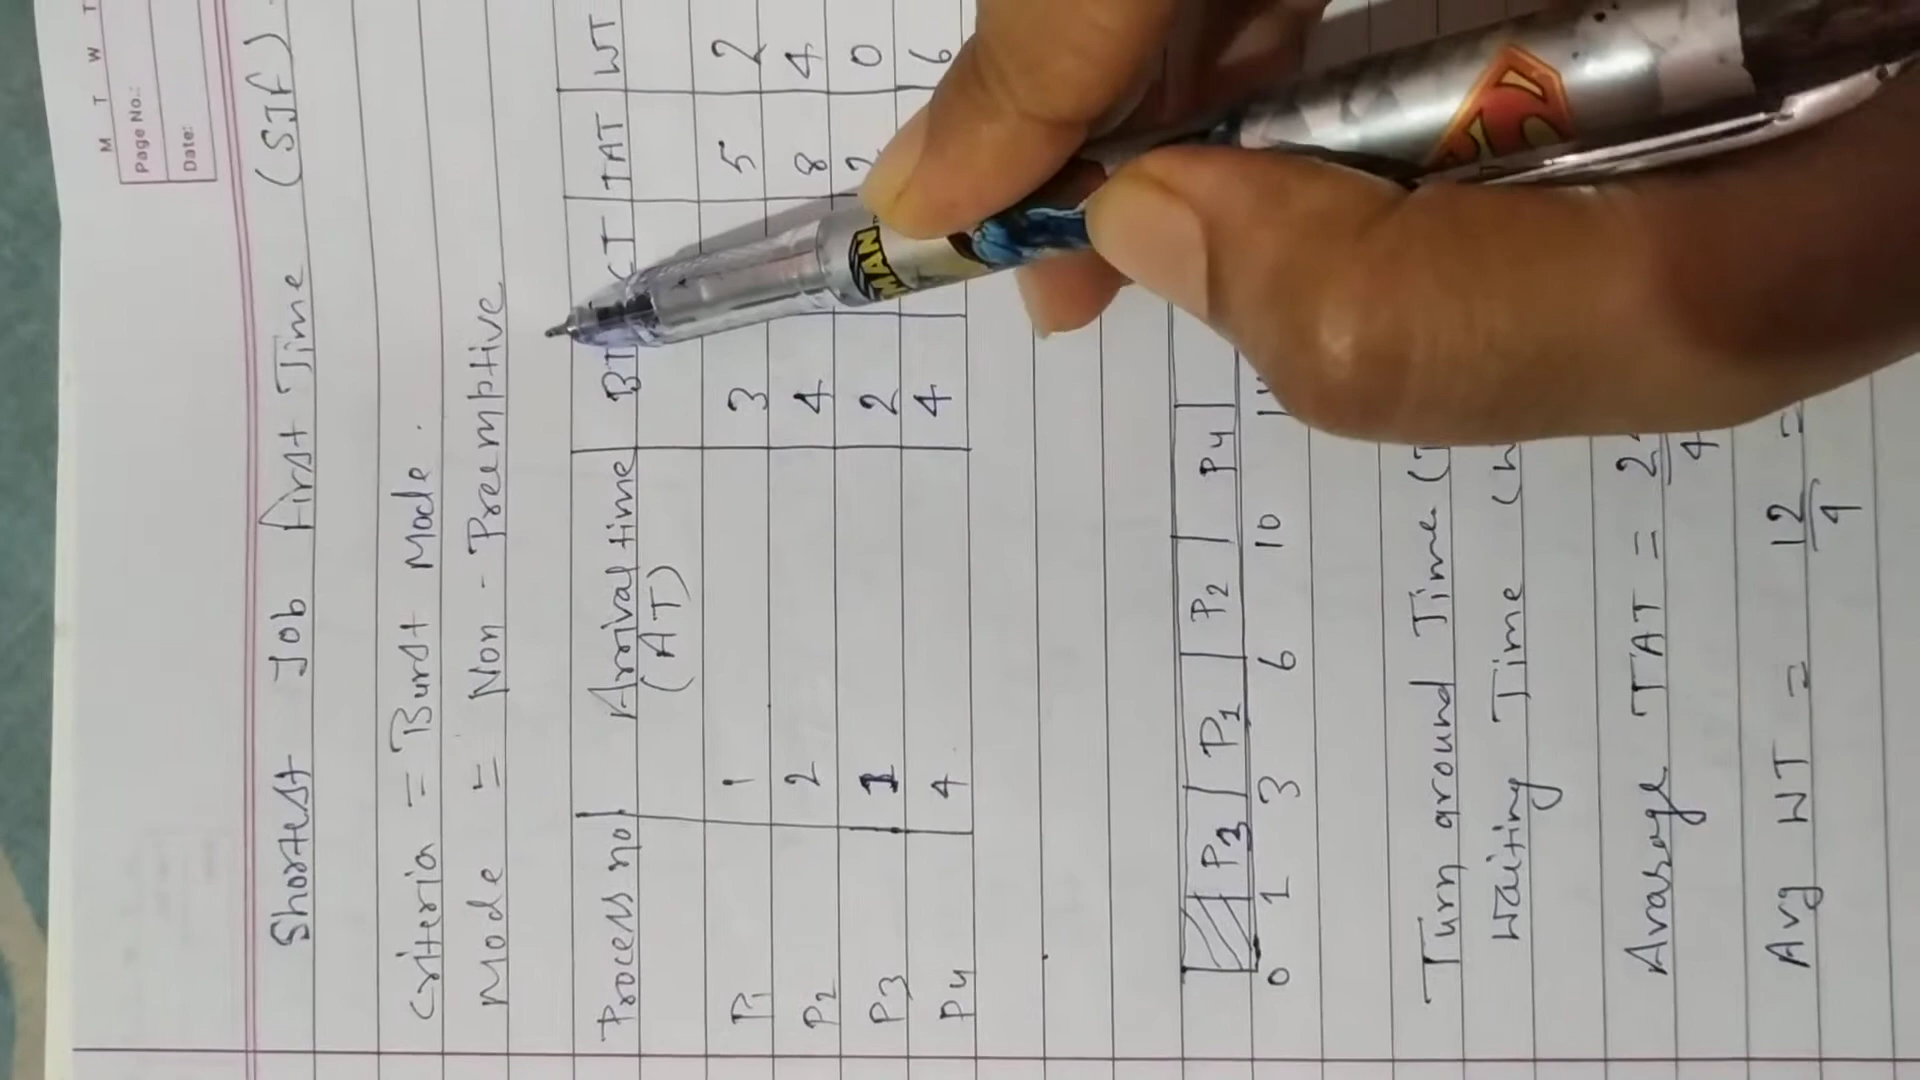 M T W T
Page No.:
Date:
Shortest Job First Time (SJF)
Criteria = Burst Mode.
Mode = Non-Preemptive
Process no Arrival time BT CT TAT WT
(AT)
P1 1 3 5 2
P2 2 4 8 4
P3 1 2 2 0
P4 4 4 6
P3 P1 P2 P4
0 1 3 6 10
Turn ground Time
Waiting Time
Avarage TAT =
4
Avg WT = 12 =
4
MAN